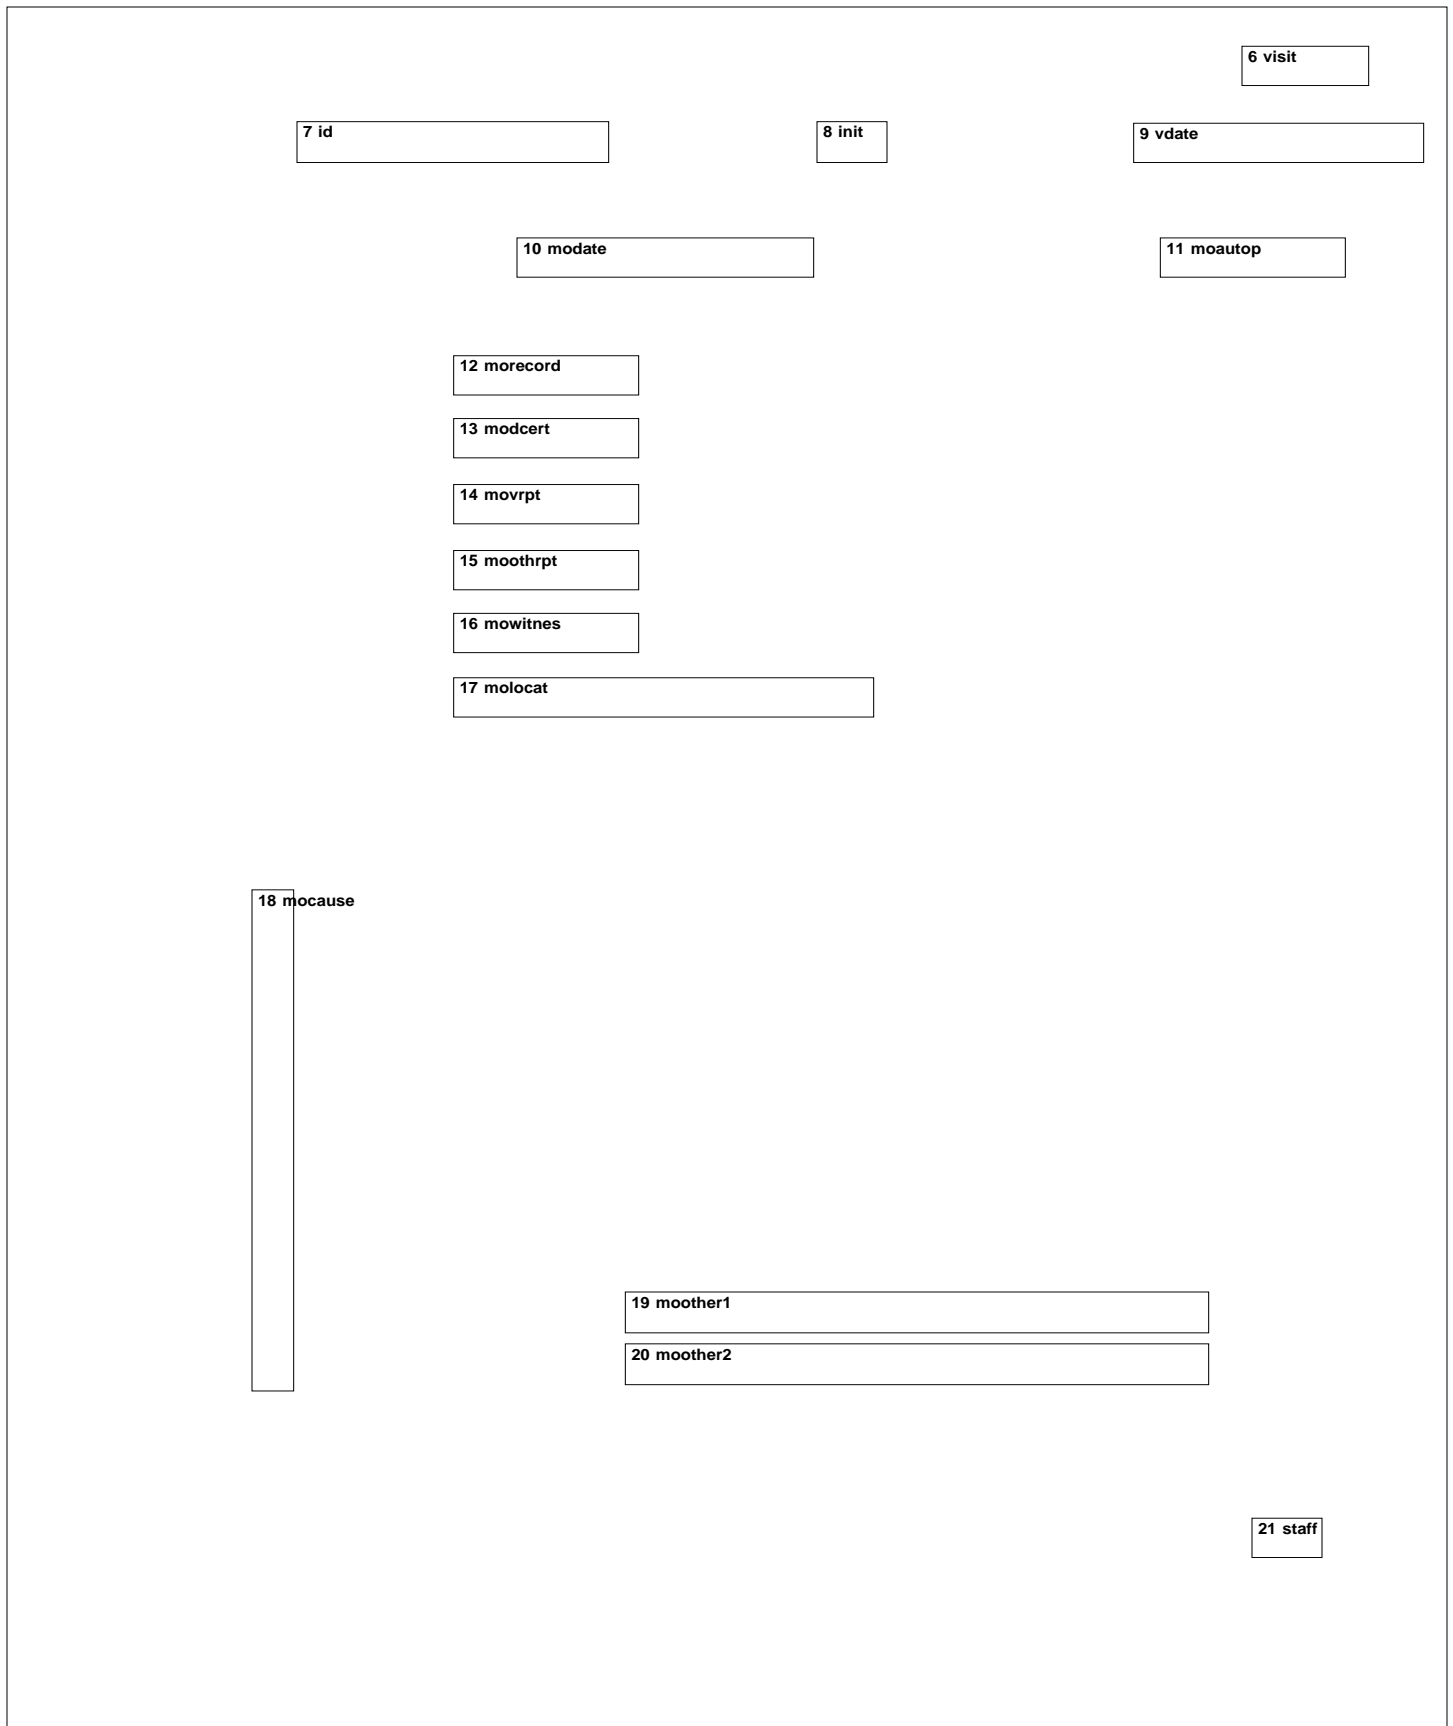 6 visit
7 id
8 init
9 vdate
10 modate
11 moautop
12 morecord
13 modcert
14 movrpt
15 moothrpt
16 mowitnes
17 molocat
18 mocause
19 moother1
20 moother2
21 staff